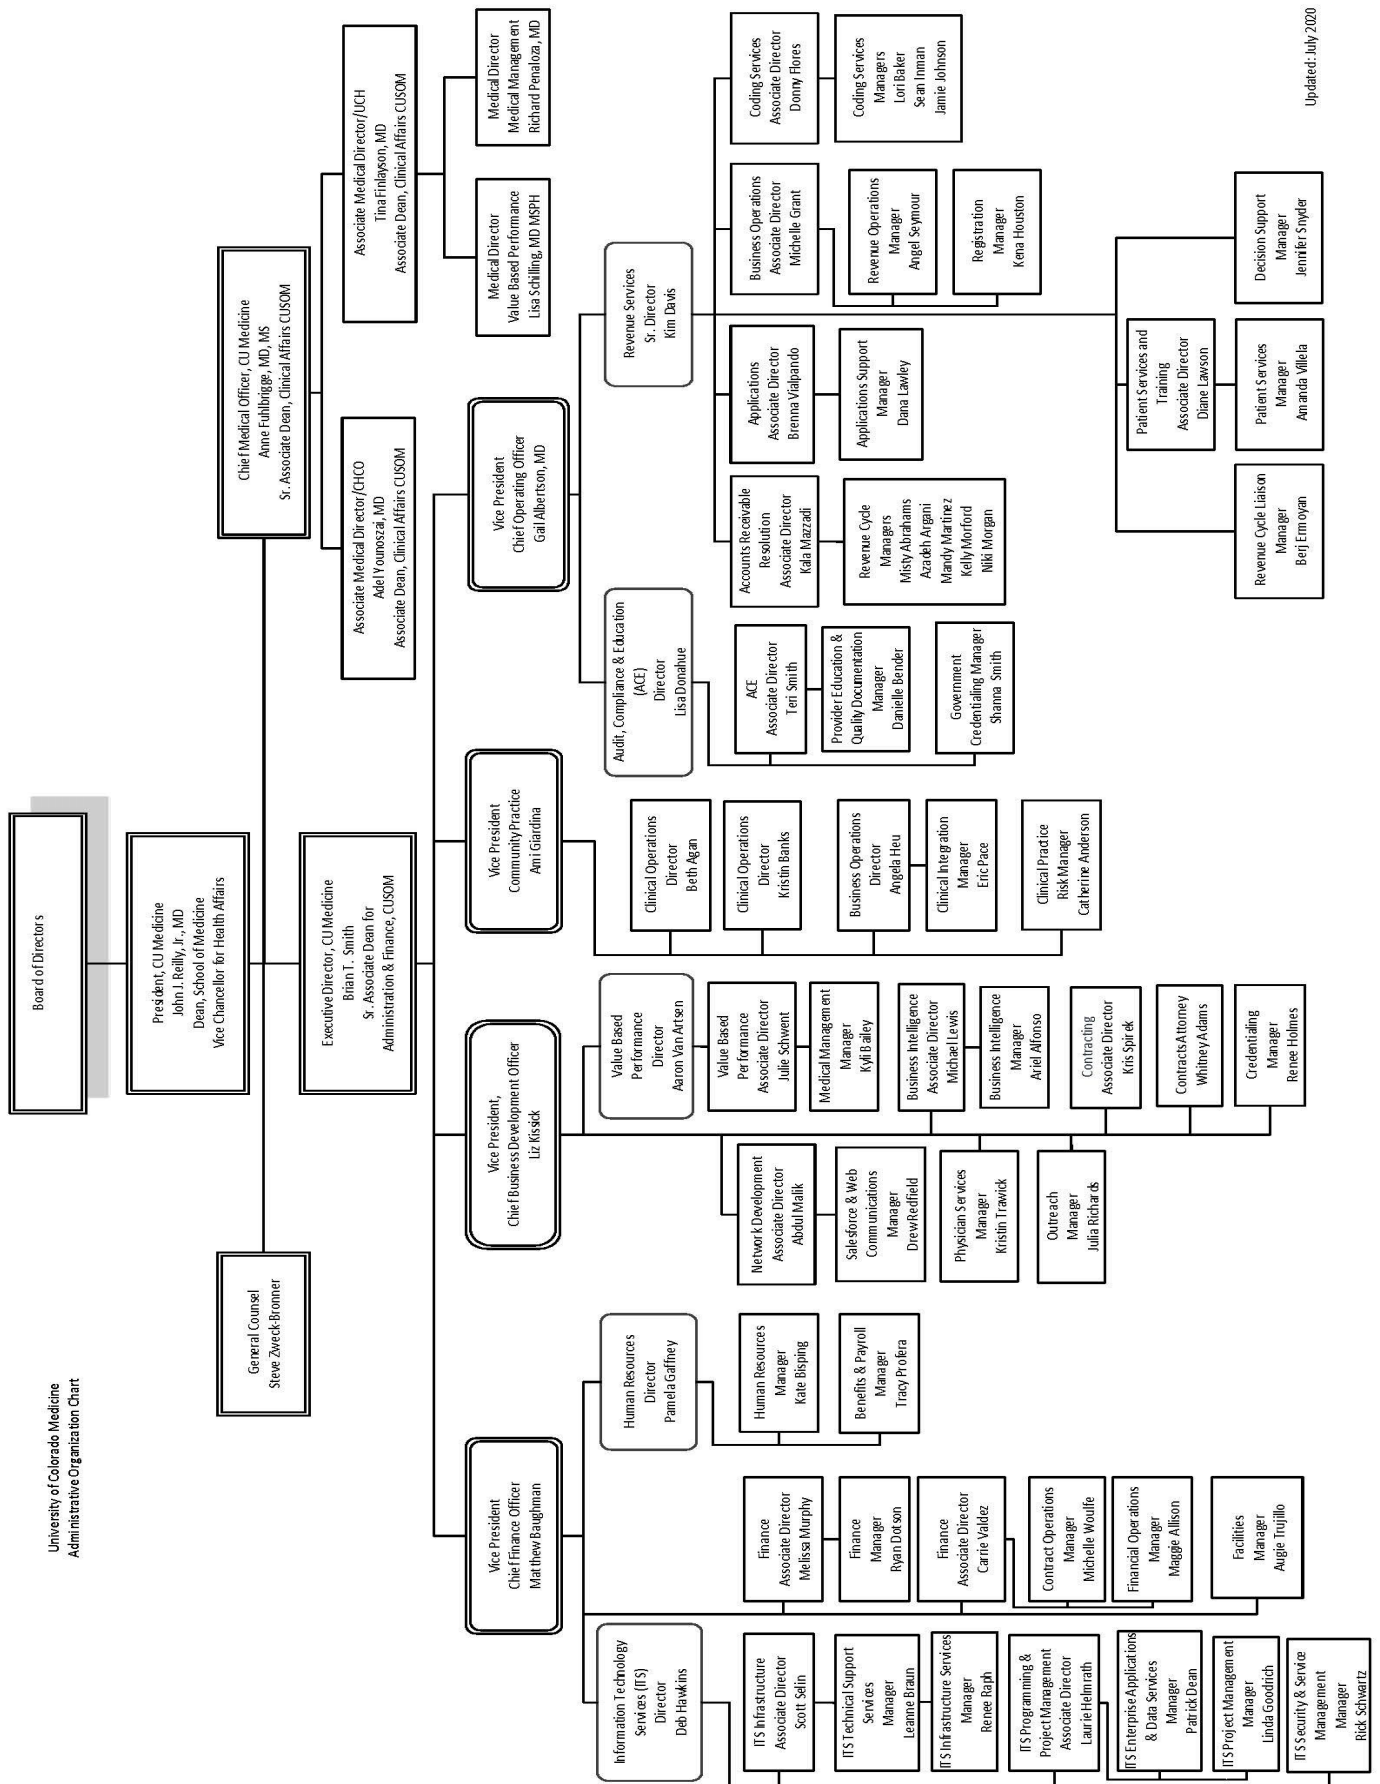 University of Colorado Medicine
Administrative Organization Chart
Board of Directors
President, CU Medicine
John J. Reilly, Jr., MD
Dean, School of Medicine
Vice Chancellor for Health Affairs
General Counsel
Steve Zweck-Bronner
Chief Medical Officer, CU Medicine
Anne Fuhlbrigge, MD, MS
Sr. Associate Dean, Clinical Affairs CUSOM
Executive Director, CU Medicine
Brian T. Smith
Sr. Associate Dean for
Administration & Finance, CUSOM
Associate Medical Director/CHCO
Adel Younoszai, MD
Associate Dean, Clinical Affairs CUSOM
Associate Medical Director/UCH
Tina Finlayson, MD
Associate Dean, Clinical Affairs CUSOM
Medical Director
Value Based Performance
Lisa Schilling, MD MSPH
Medical Director
Medical Management
Richard Penaloza, MD
Vice President
Chief Finance Officer
Matthew Baughman
Vice President,
Chief Business Development Officer
Liz Kissick
Vice President
Community Practice
Ami Giardina
Vice President
Chief Operating Officer
Gail Albertson, MD
Information Technology
Services (ITS)
Director
Deb Hawkins
ITS Infrastructure
Associate Director
Scott Selin
ITS Technical Support
Services
Manager
Leanne Braun
ITS Infrastructure Services
Manager
Renee Raph
ITS Programming &
Project Management
Associate Director
Laurie Helmrath
ITS Enterprise Applications
& Data Services
Manager
Patrick Dean
ITS Project Management
Manager
Linda Goodrich
ITS Security & Service
Management
Manager
Rick Schwartz
Finance
Associate Director
Melissa Murphy
Finance
Manager
Ryan Dotson
Finance
Associate Director
Carrie Valdez
Contract Operations
Manager
Michelle Woulfe
Financial Operations
Manager
Maggie Allison
Facilities
Manager
Augie Trujillo
Human Resources
Director
Pamela Gaffney
Human Resources
Manager
Kate Bisping
Benefits & Payroll
Manager
Tracy Profera
Network Development
Associate Director
Abdul Malik
Salesforce & Web
Communications
Manager
Drew Redfield
Physician Services
Manager
Kristin Trawick
Outreach
Manager
Julia Richards
Value Based
Performance
Director
Aaron Van Artsen
Value Based
Performance
Associate Director
Julie Schwent
Medical Management
Manager
Kyli Bailey
Business Intelligence
Associate Director
Michael Lewis
Business Intelligence
Manager
Ariel Alfonso
Contracting
Associate Director
Kris Spirek
Contracts Attorney
Whitney Adams
Credentialing
Manager
Renee Holmes
Clinical Operations
Director
Beth Agan
Clinical Operations
Director
Kristin Banks
Business Operations
Director
Angela Heu
Clinical Integration
Manager
Eric Pace
Clinical Practice
Risk Manager
Catherine Anderson
Audit, Compliance & Education
(ACE)
Director
Lisa Donahue
ACE
Associate Director
Teri Smith
Provider Education &
Quality Documentation
Manager
Danielle Bender
Government
Credentialing Manager
Shanna Smith
Revenue Services
Sr. Director
Kim Davis
Accounts Receivable
Resolution
Associate Director
Kala Mazzadi
Revenue Cycle
Managers
Misty Abrahams
Azadeh Argani
Mandy Martinez
Kelly Morford
Niki Morgan
Applications
Associate Director
Brenna Vialpando
Applications Support
Manager
Dana Lawley
Business Operations
Associate Director
Michelle Grant
Revenue Operations
Manager
Angel Seymour
Registration
Manager
Kena Houston
Coding Services
Associate Director
Donny Flores
Coding Services
Managers
Lori Baker
Sean Inman
Jamie Johnson
Patient Services and
Training
Associate Director
Diane Lawson
Revenue Cycle Liaison
Manager
Berj Ermoyan
Patient Services
Manager
Amanda Villela
Decision Support
Manager
Jennifer Snyder
Updated: July 2020